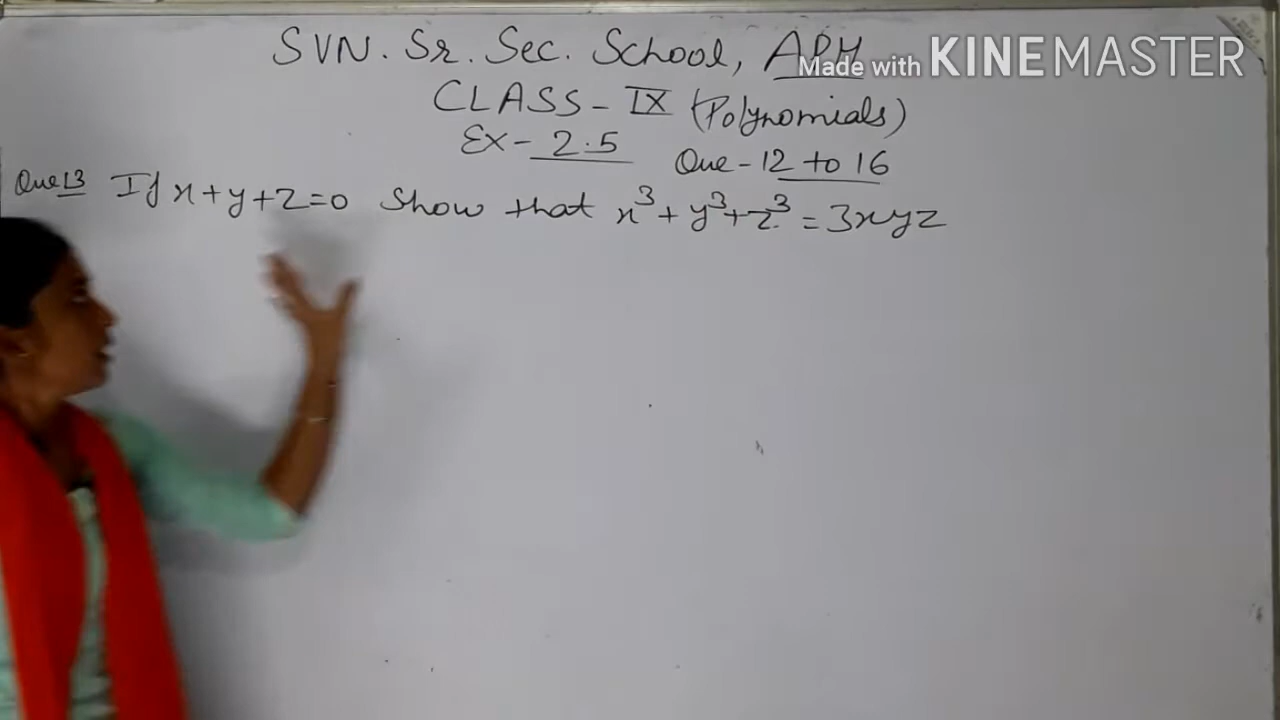 SVN. Sr. Sec. School, APH
Made with KINEMASTER
CLASS - IX (Polynomials)
Ex - 2.5
Que - 12 to 16
Que 13 If x+y+z=0 Show that x³+y³+z³=3xyz